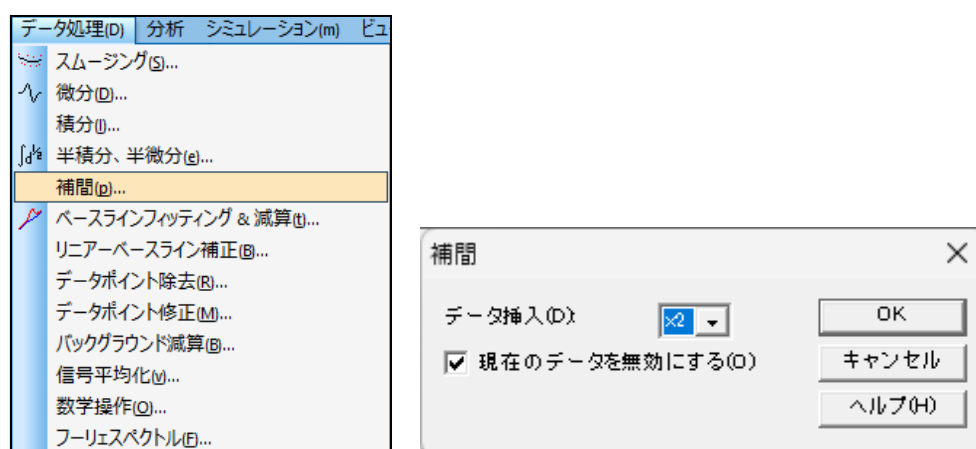 データ処理(D) 分析 シミュレーション(m) ビュ
スムージング(S)...
微分(D)...
積分(I)...
半積分、半微分(e)...
補間(p)...
ベースラインフィッティング & 減算(t)...
リニアーベースライン補正(B)...
データポイント除去(R)...
データポイント修正(M)...
バックグラウンド減算(B)...
信号平均化(v)...
数学操作(O)...
フーリェスペクトル(F)...
補間
データ挿入(D):
×2
OK
現在のデータを無効にする(O)
キャンセル
ヘルプ(H)